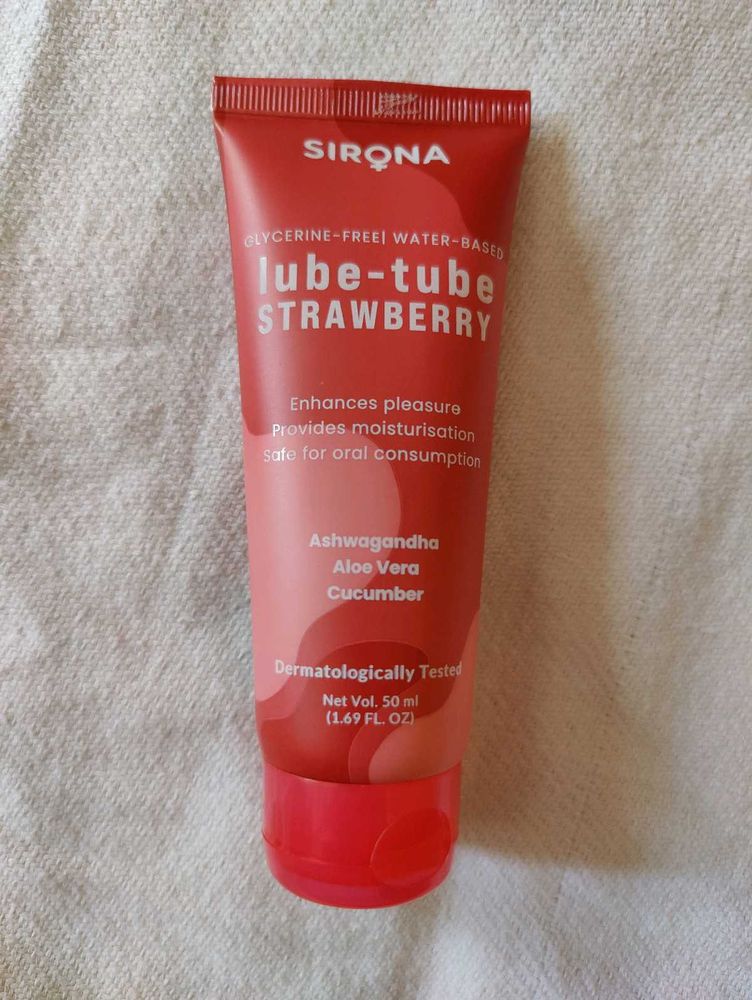 SIRONA
GLYCERINE-FREE| WATER-BASED
lube-tube
STRAWBERRY
Enhances pleasure
Provides moisturisation
Safe for oral consumption
Ashwagandha
Aloe Vera
Cucumber
Dermatologically Tested
Net Vol. 50 ml
(1.69 FL. OZ)